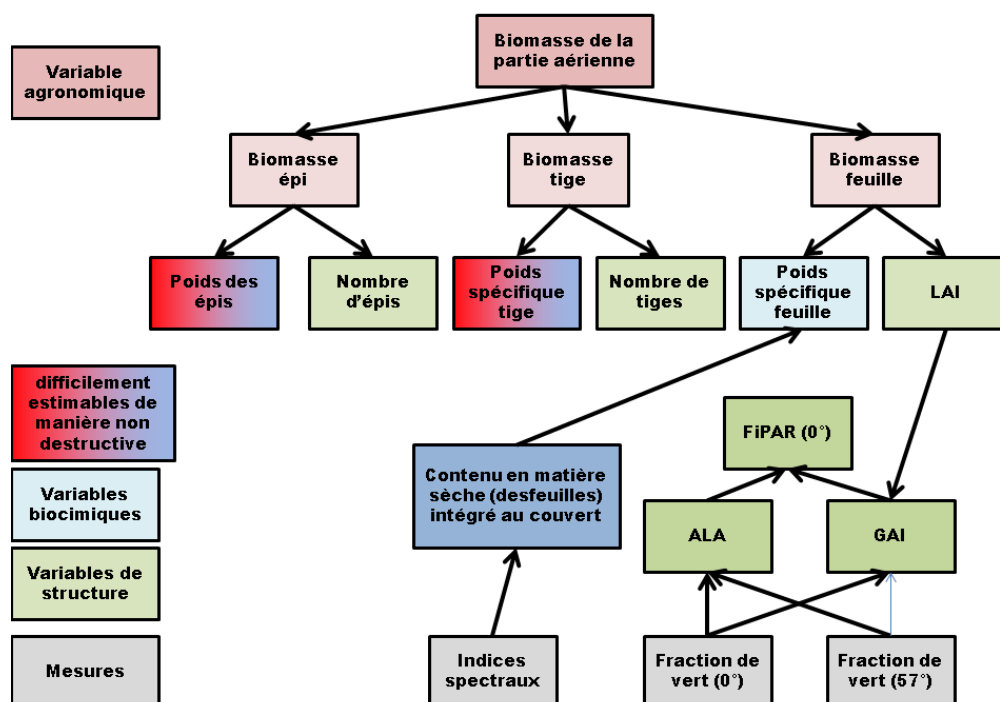 Biomasse de la
partie aérienne
Variable
agronomique
Biomasse
épi
Biomasse
tige
Biomasse
feuille
Poids des
épis
Nombre
d'épis
Poids
spécifique
tige
Nombre de
tiges
Poids
spécifique
feuille
LAI
difficilement
estimables de
manière non
destructive
FiPAR (0°)
Contenu en matière
sèche (desfeuilles)
intégré au couvert
Variables
biocimiques
ALA
GAI
Variables de
structure
Mesures
Indices
spectraux
Fraction de
vert (0°)
Fraction de
vert (57°)